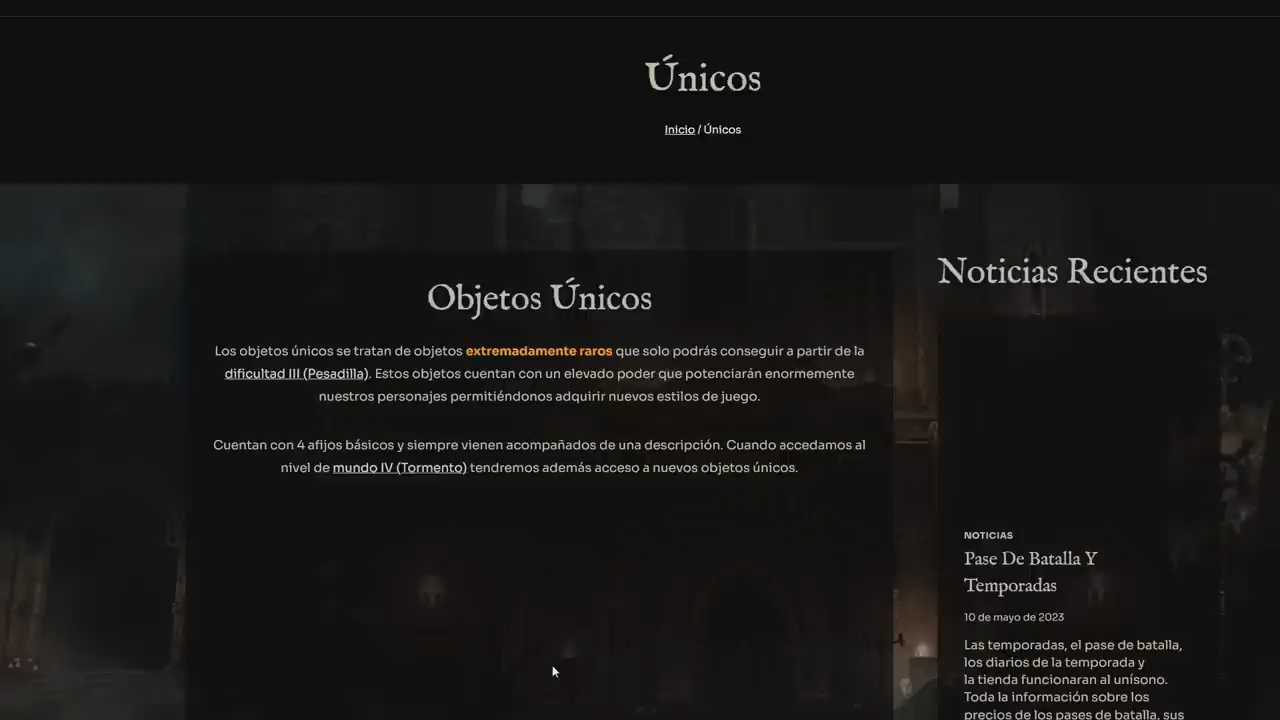 Únicos
Inicio / Únicos
Objetos Únicos
Los objetos únicos se tratan de objetos extremadamente raros que solo podrás conseguir a partir de la
dificultad III (Pesadilla). Estos objetos cuentan con un elevado poder que potenciarán enormemente
nuestros personajes permitiéndonos adquirir nuevos estilos de juego.
Cuentan con 4 afijos básicos y siempre vienen acompañados de una descripción. Cuando accedamos al
nivel de mundo IV (Tormento) tendremos además acceso a nuevos objetos únicos.
Noticias Recientes
NOTICIAS
Pase De Batalla Y
Temporadas
10 de mayo de 2023
Las temporadas, el pase de batalla,
los diarios de la temporada y
la tienda funcionaran al unísono.
Toda la información sobre los
precios de los pases de batalla, sus